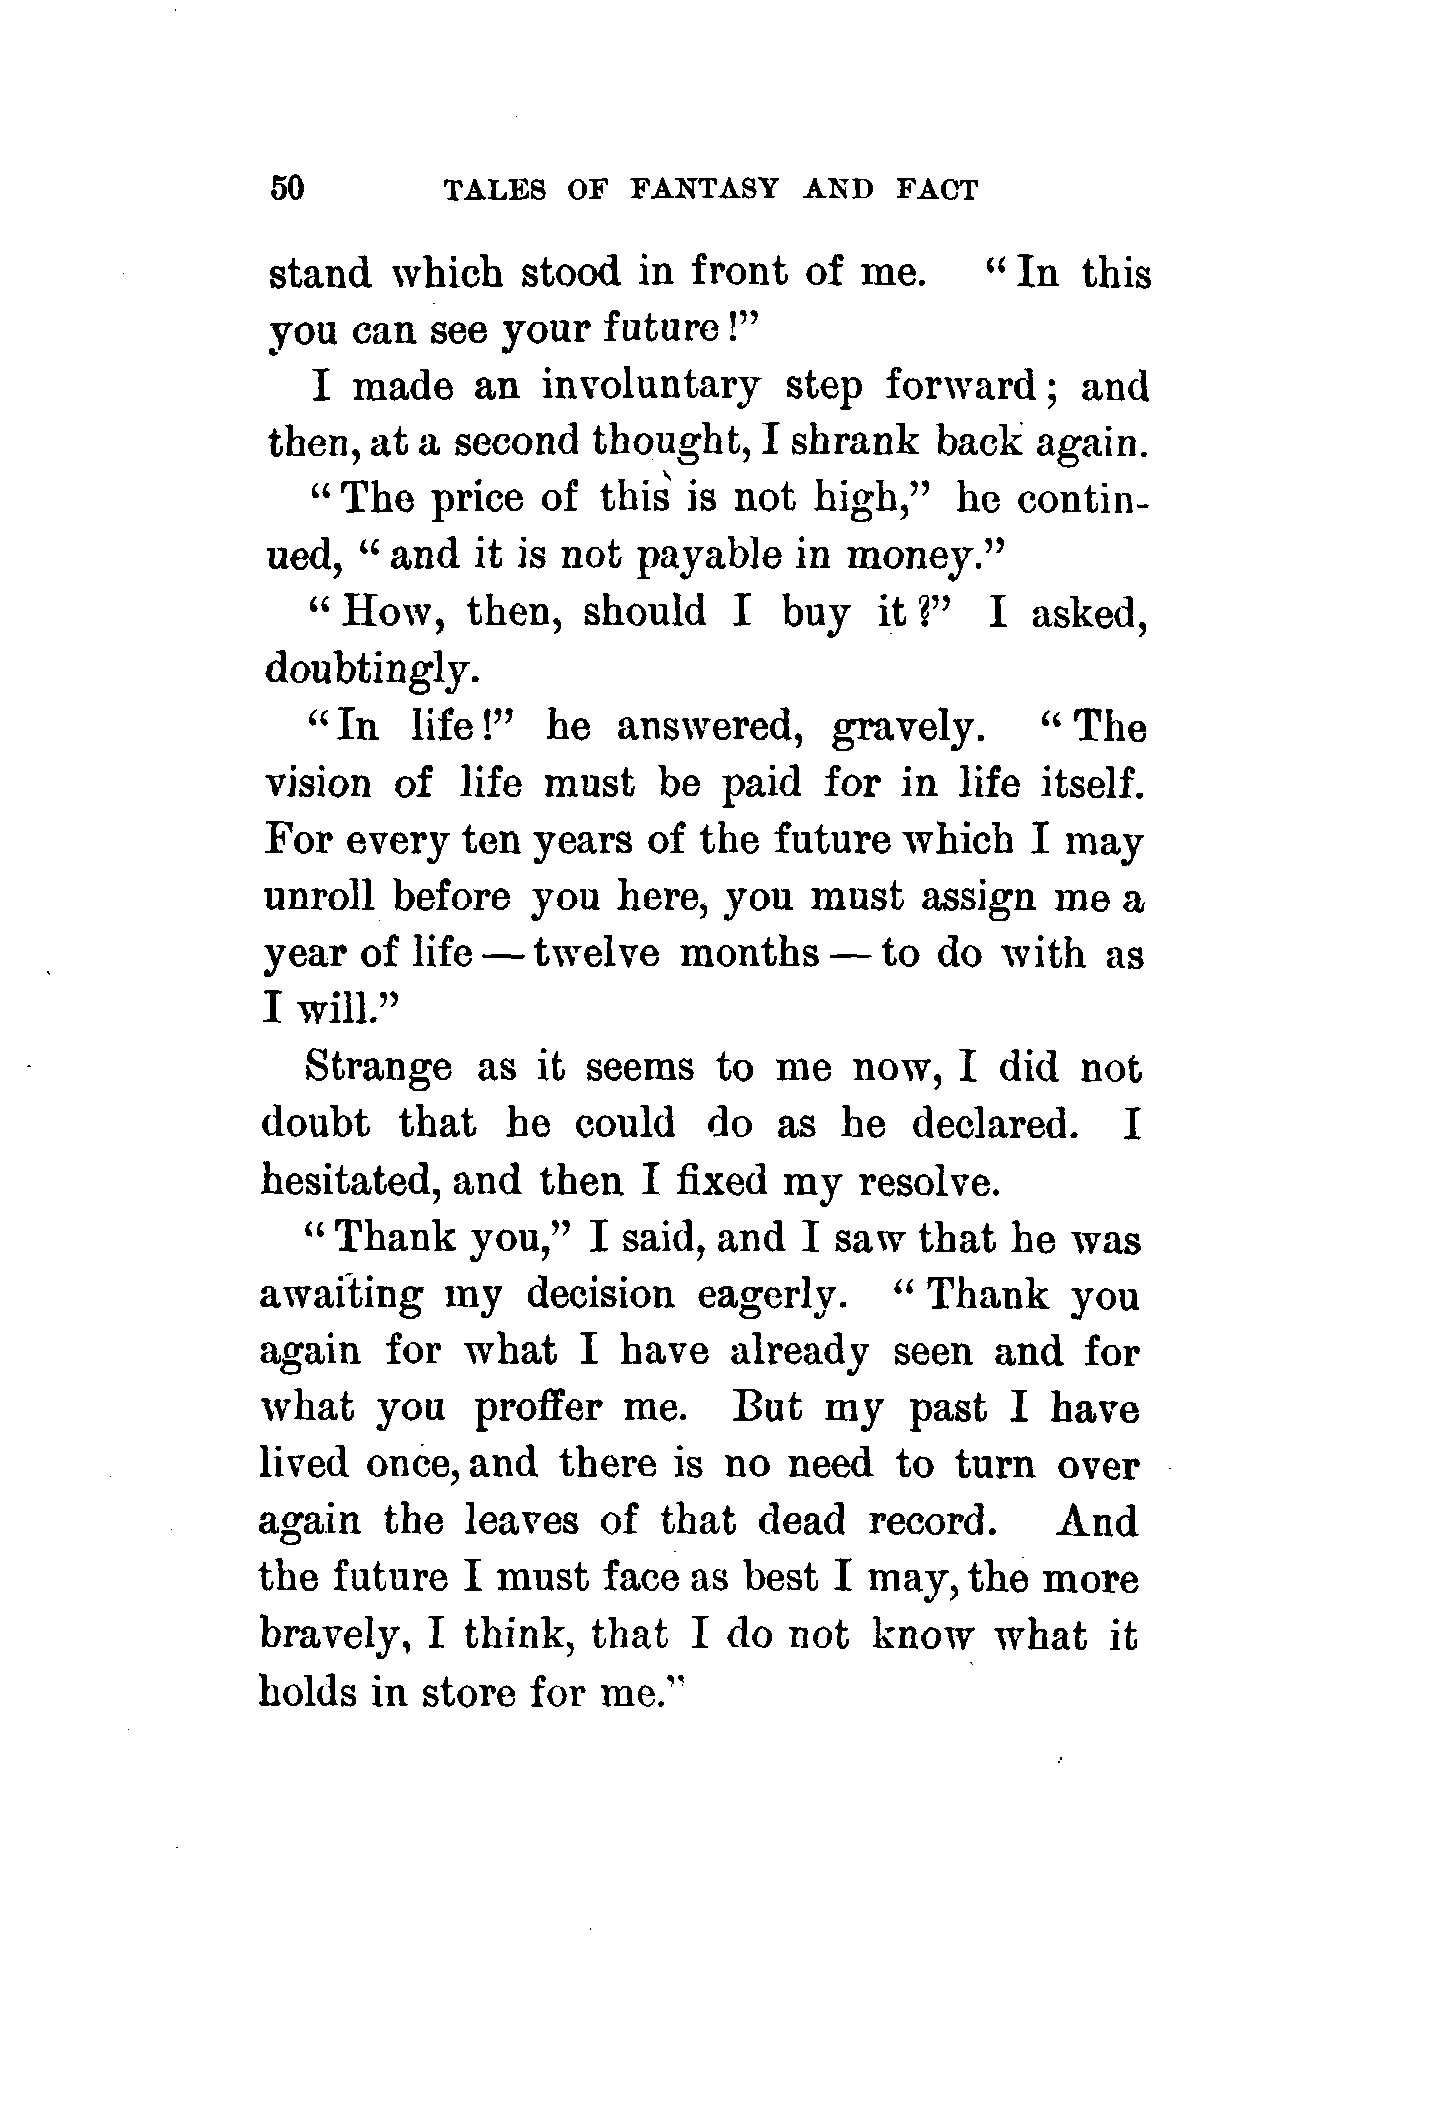 50 TALES OF FANTASY AND FACT
stand which stood in front of me. "In this
you can see your future!"
I made an involuntary step forward; and
then, at a second thought, I shrank back again.
"The price of this is not high," he contin-
ued, "and it is not payable in money."
"How, then, should I buy it?" I asked,
doubtingly.
"In life!" he answered, gravely. "The
vision of life must be paid for in life itself.
For every ten years of the future which I may
unroll before you here, you must assign me a
year of life—twelve months—to do with as
I will."
Strange as it seems to me now, I did not
doubt that he could do as he declared. I
hesitated, and then I fixed my resolve.
"Thank you," I said, and I saw that he was
awaiting my decision eagerly. "Thank you
again for what I have already seen and for
what you proffer me. But my past I have
lived once, and there is no need to turn over
again the leaves of that dead record. And
the future I must face as best I may, the more
bravely, I think, that I do not know what it
holds in store for me."